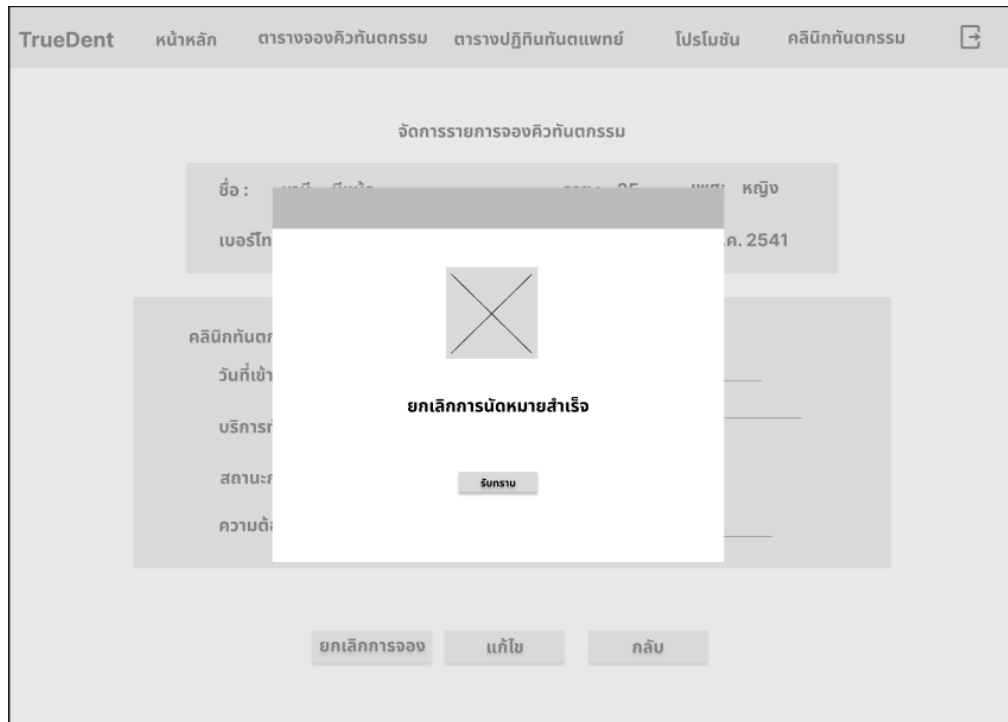 TrueDent หน้าหลัก ตารางจองคิวทันตกรรม ตารางปฏิทินทันตแพทย์ โปรโมชัน คลินิกทันตกรรม
จัดการรายการจองคิวทันตกรรม
ชื่อ : 25 เพศ: หญิง
เบอร์โท .ค. 2541
คลินิกทันต
วันที่เข้า
ยกเลิกการนัดหมายสำเร็จ
บริการ
สถานะ
รับทราบ
ความต้
ยกเลิกการจอง แก้ไข กลับ